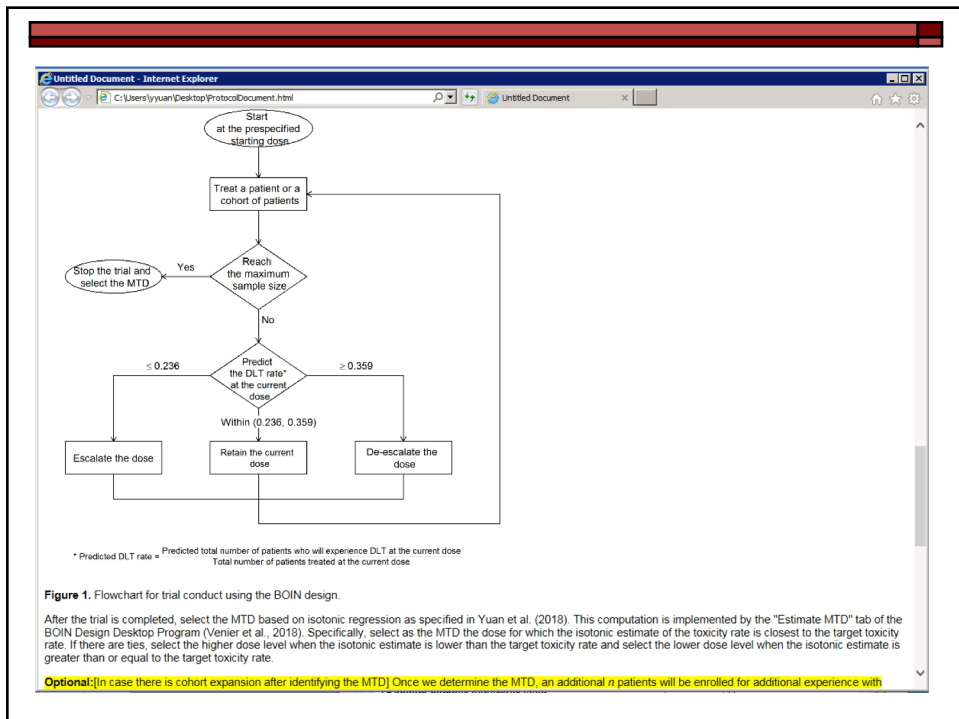 Untitled Document - Internet Explorer
C:\Users\yyuan\Desktop\ProtocolDocument.html
Untitled Document
Start
at the prespecified
starting dose
Treat a patient or a
cohort of patients
Reach
the maximum
sample size
Yes
Stop the trial and
select the MTD
No
Predict
the DLT rate*
at the current
dose
≤ 0.236
≥ 0.359
Within (0.236, 0.359)
Escalate the dose
Retain the current
dose
De-escalate the
dose
* Predicted DLT rate = Predicted total number of patients who will experience DLT at the current dose
Total number of patients treated at the current dose
Figure 1. Flowchart for trial conduct using the BOIN design.
After the trial is completed, select the MTD based on isotonic regression as specified in Yuan et al. (2018). This computation is implemented by the "Estimate MTD" tab of the
BOIN Design Desktop Program (Venier et al., 2018). Specifically, select as the MTD the dose for which the isotonic estimate of the toxicity rate is closest to the target toxicity
rate. If there are ties, select the higher dose level when the isotonic estimate is lower than the target toxicity rate and select the lower dose level when the isotonic estimate is
greater than or equal to the target toxicity rate.
Optional:[In case there is cohort expansion after identifying the MTD] Once we determine the MTD, an additional n patients will be enrolled for additional experience with